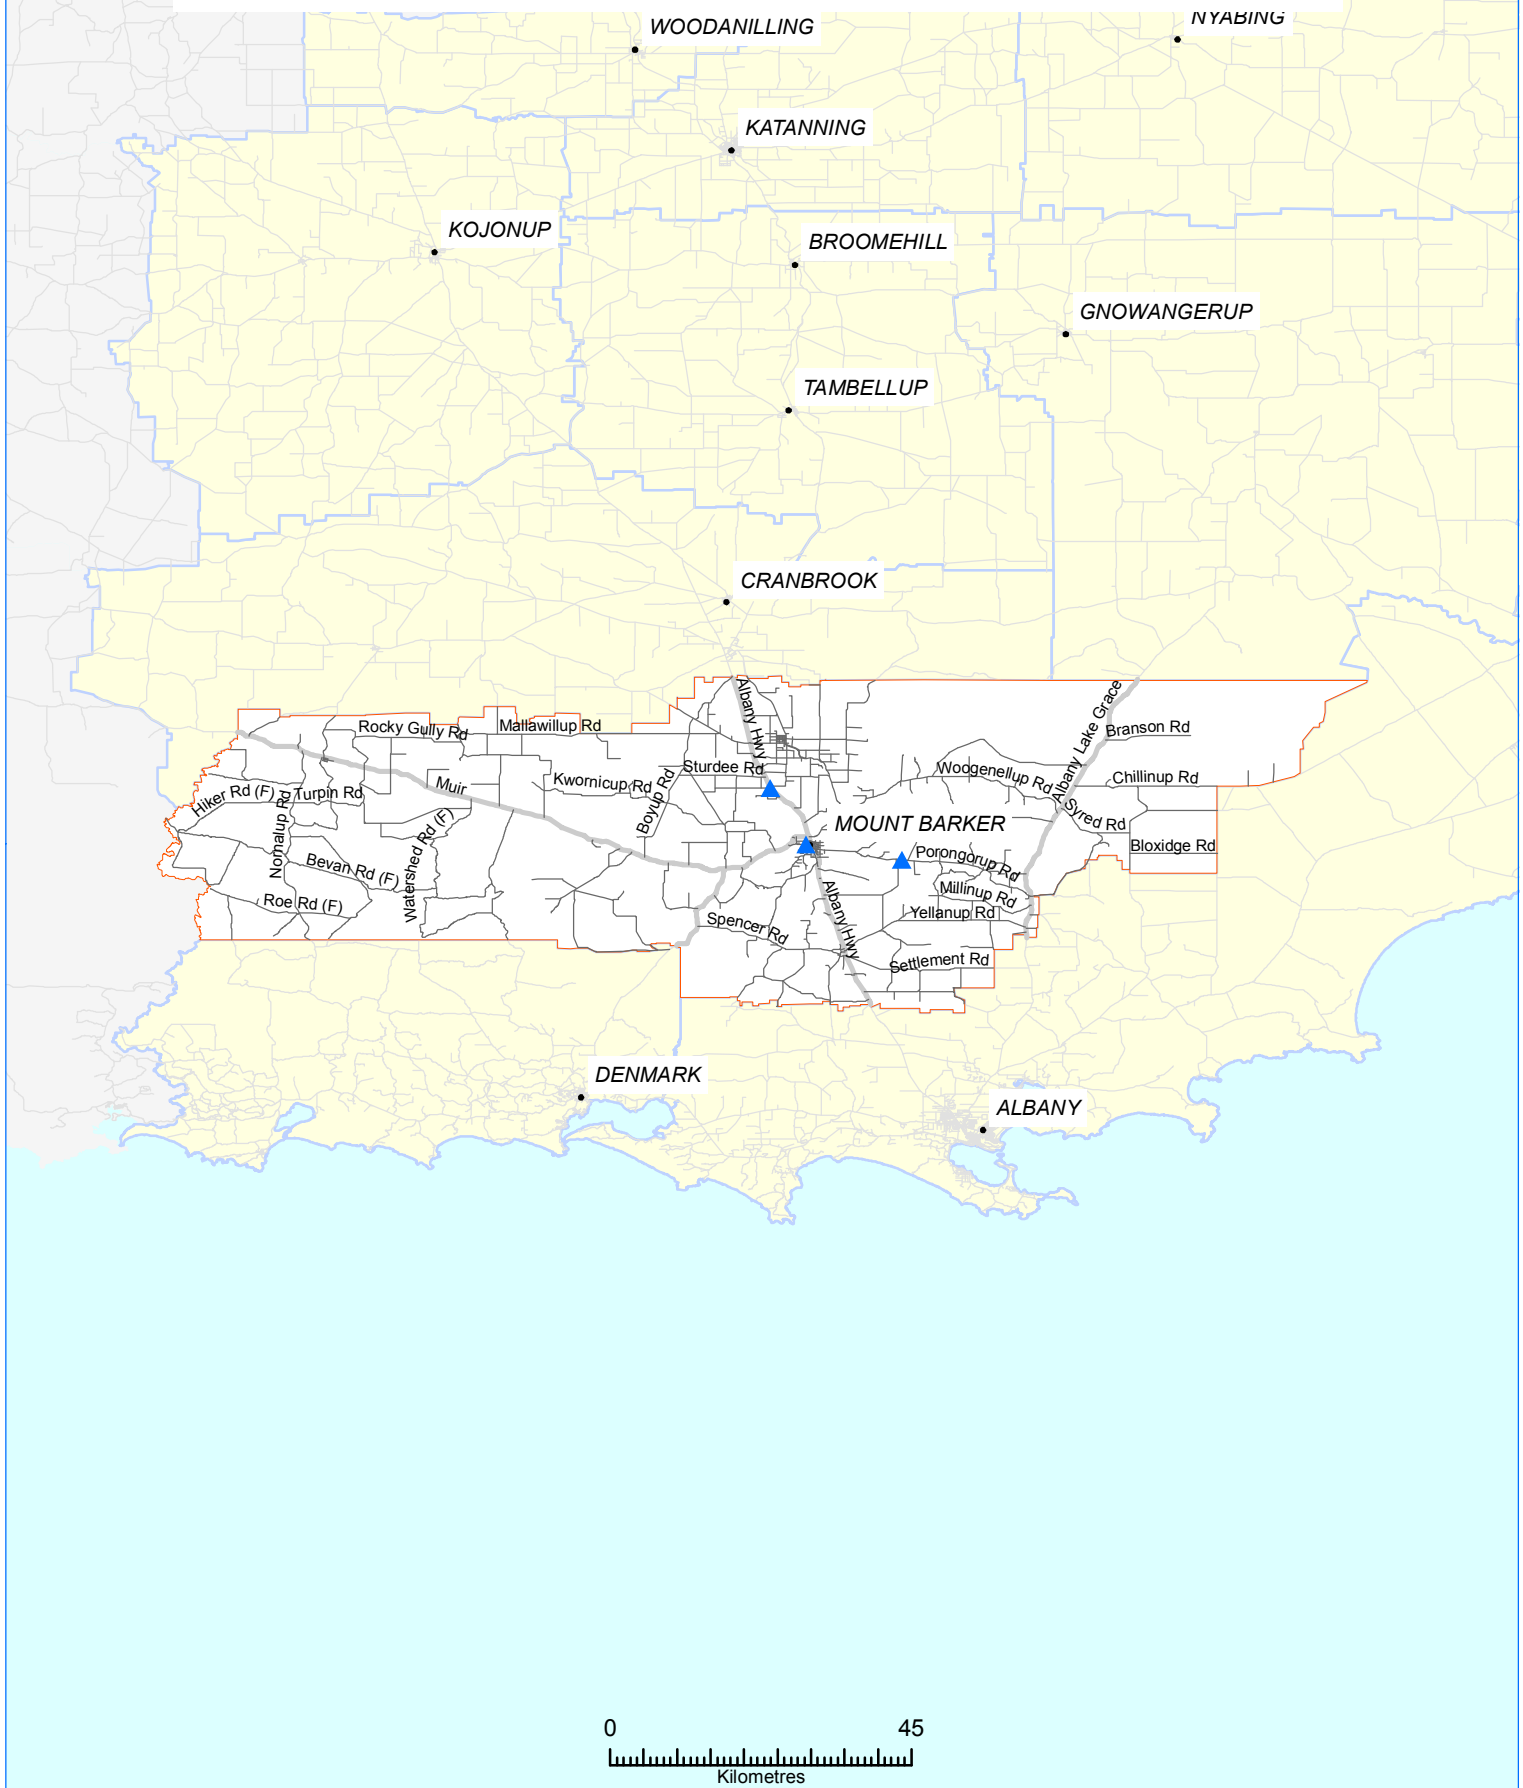 NYABING
WOODANILLING
KATANNING
KOJONUP
BROOMEHILL
GNOWANGERUP
TAMBELLUP
CRANBROOK
Albany Hwy
Albany Lake Grace
Rocky Gully Rd
Mallawillup Rd
Branson Rd
Sturdee Rd
Woogenellup Rd
Chillinup Rd
Muir
Kwornicup Rd
Boyup Rd
Hiker Rd (F)
Turpin Rd
Nornalup Rd
Watershed Rd (F)
Syred Rd
MOUNT BARKER
Bloxidge Rd
Porongorup Rd
Bevan Rd (F)
Millinup Rd
Roe Rd (F)
Albany Hwy
Yellanup Rd
Spencer Rd
Settlement Rd
DENMARK
ALBANY
0 45
Kilometres